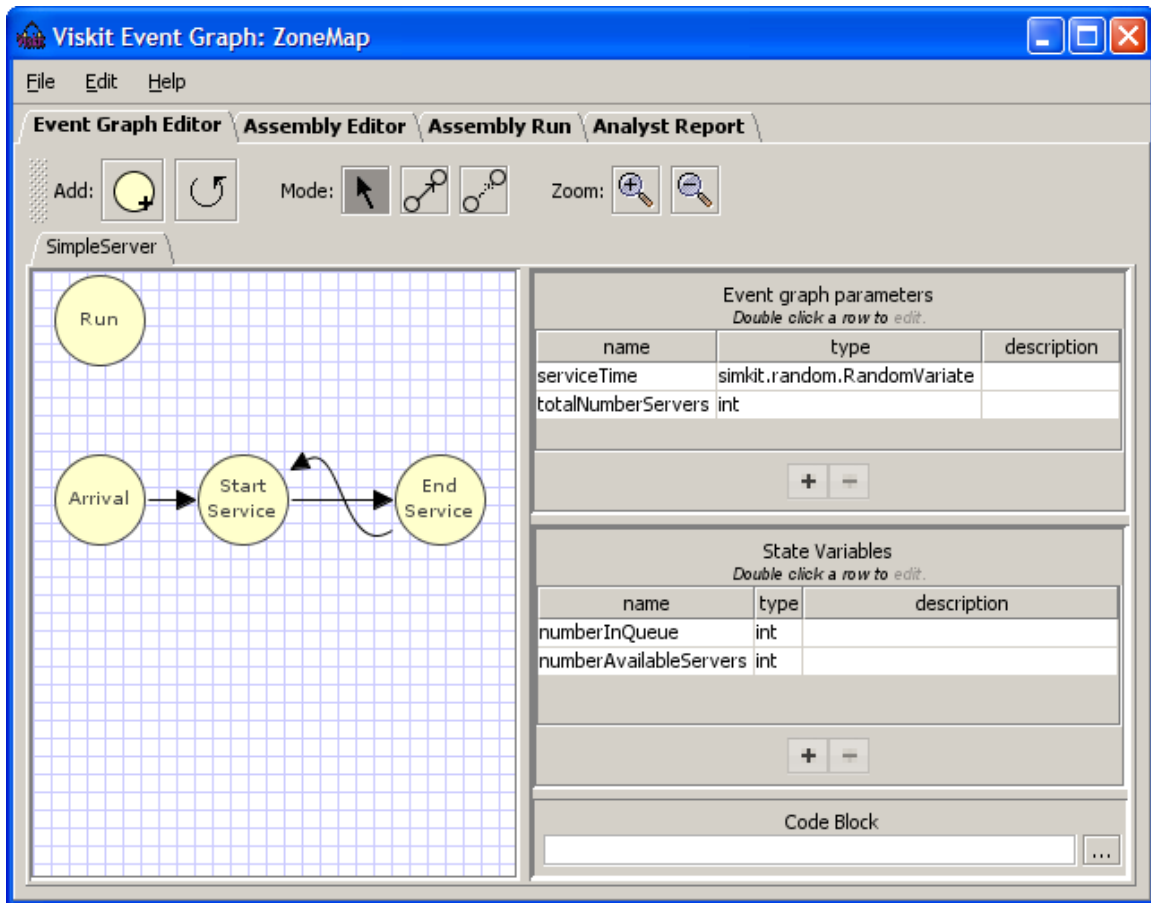 Viskit Event Graph: ZoneMap
File Edit Help
Event Graph Editor Assembly Editor Assembly Run Analyst Report
Add: Mode: Zoom:
SimpleServer
Run
Arrival
Start
Service
End
Service
Event graph parameters
Double click a row to edit.
name type description
serviceTime simkit.random.RandomVariate
totalNumberServers int
+ −
State Variables
Double click a row to edit.
name type description
numberInQueue int
numberAvailableServers int
+ −
Code Block
...